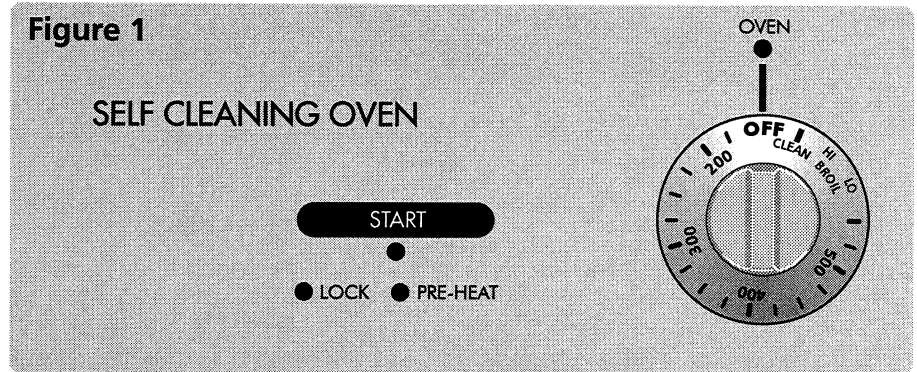 Figure 1
OVEN
SELF CLEANING OVEN
OFF
CLEAN
HI
BROIL
LO
200
300
400
500
START
LOCK
PRE-HEAT